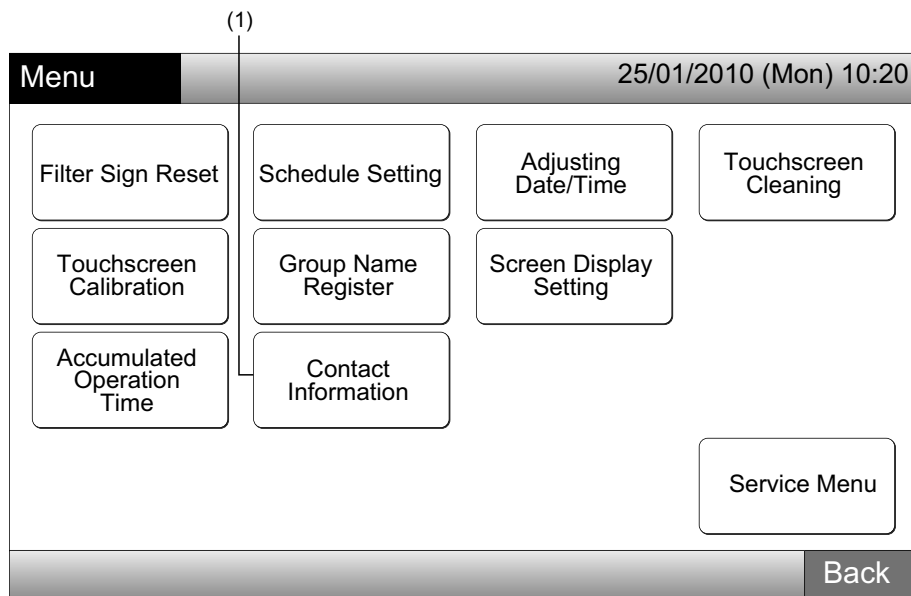 (1)
Menu
25/01/2010 (Mon) 10:20
Filter Sign Reset
Schedule Setting
Adjusting
Date/Time
Touchscreen
Cleaning
Touchscreen
Calibration
Group Name
Register
Screen Display
Setting
Accumulated
Operation
Time
Contact
Information
Service Menu
Back